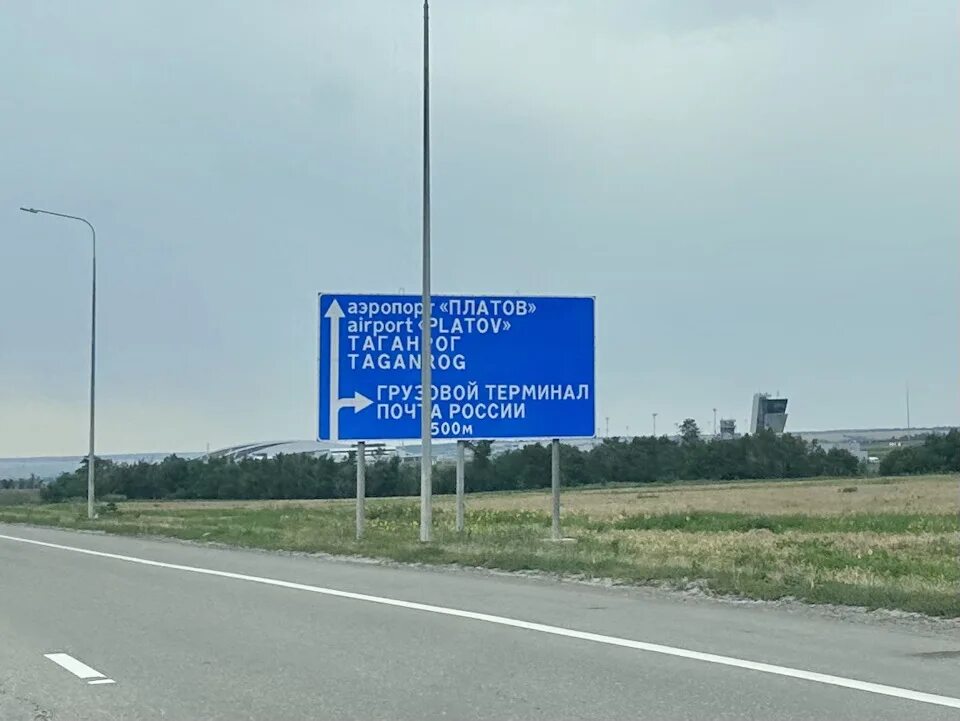 аэропорт «ПЛАТОВ»
airport «PLATOV»
ТАГАНРОГ
TAGANROG
ГРУЗОВОЙ ТЕРМИНАЛ
ПОЧТА РОССИИ
500м